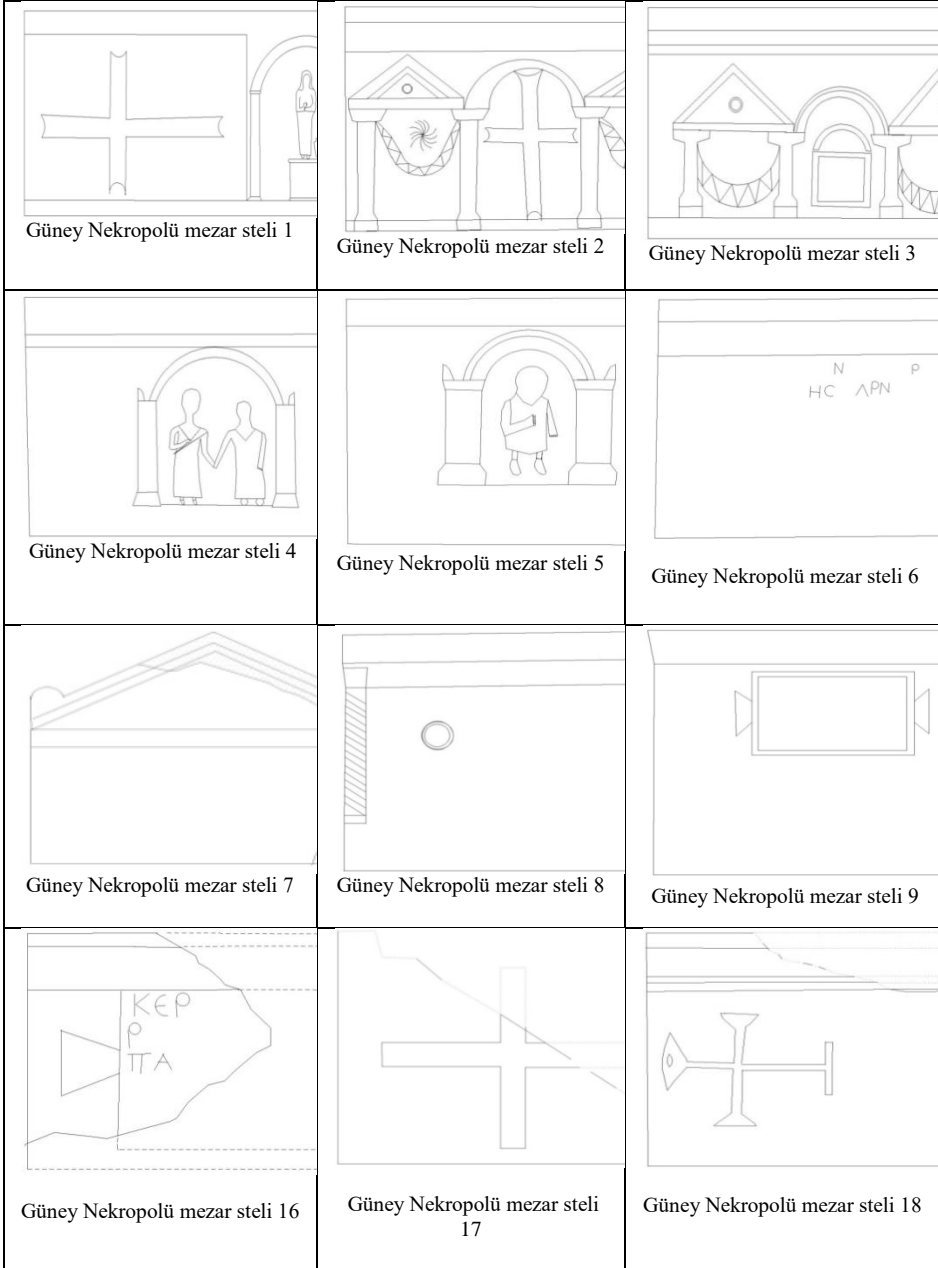 Güney Nekropolü mezar steli 1
Güney Nekropolü mezar steli 2
Güney Nekropolü mezar steli 3
Güney Nekropolü mezar steli 4
Güney Nekropolü mezar steli 5
N P
HC ΛPN
Güney Nekropolü mezar steli 6
Güney Nekropolü mezar steli 7
Güney Nekropolü mezar steli 8
Güney Nekropolü mezar steli 9
ΚЄΡ
Ρ
ΠΑ
Güney Nekropolü mezar steli 16
Güney Nekropolü mezar steli
17
Güney Nekropolü mezar steli 18